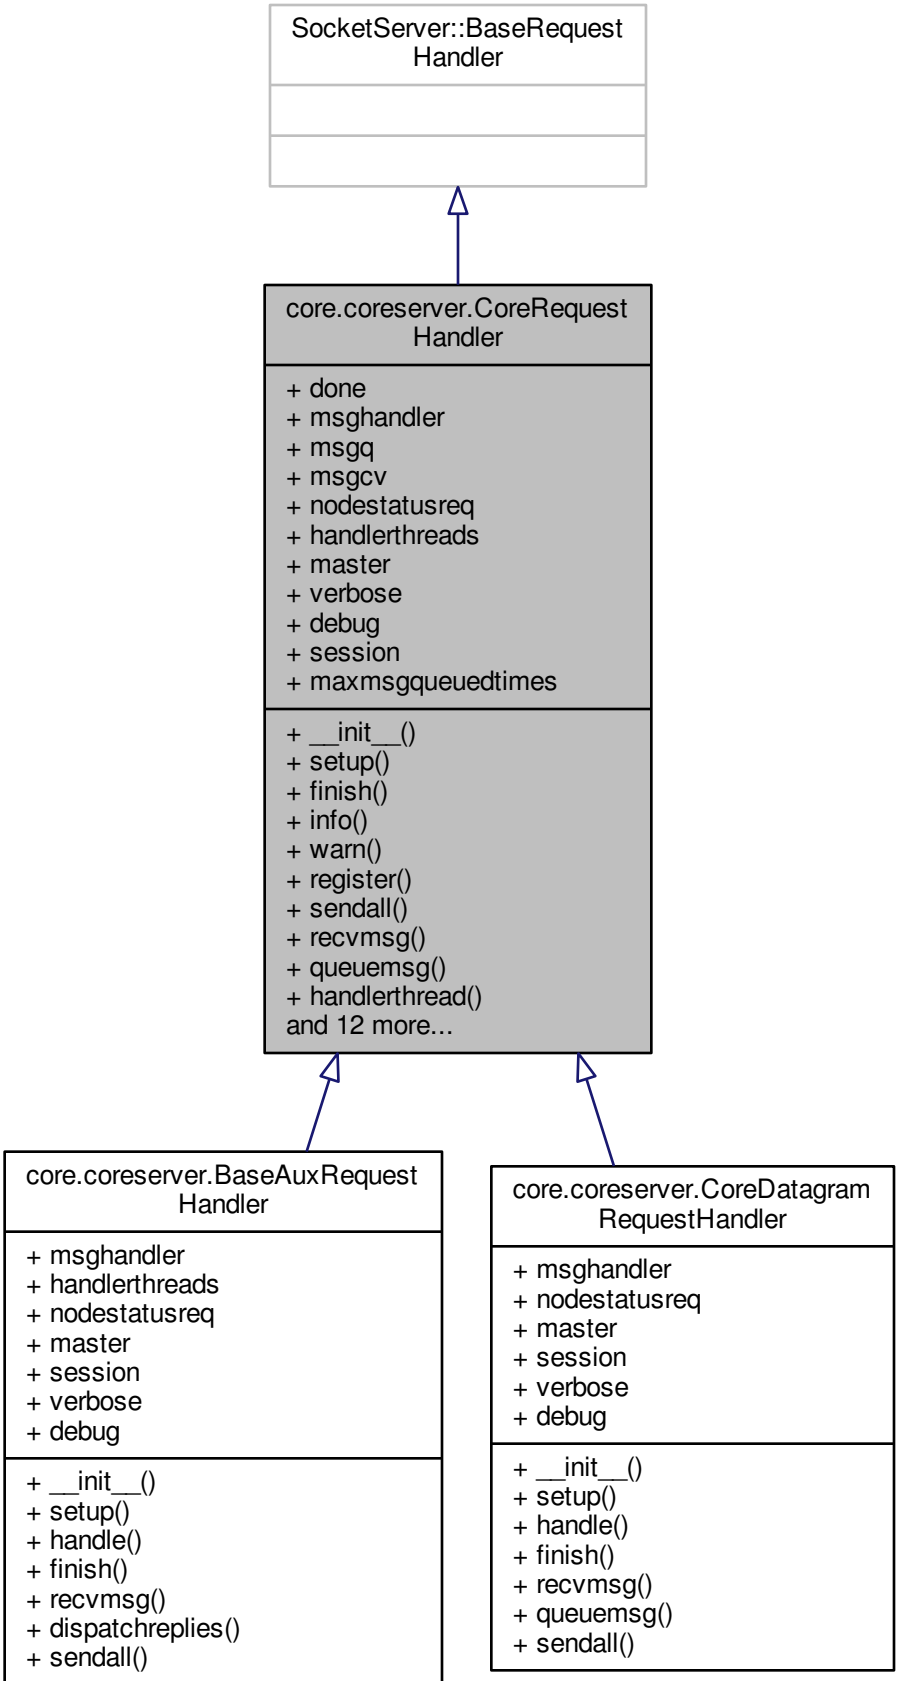 SocketServer::BaseRequest
Handler
core.coreserver.CoreRequest
Handler
+ done
+ msghandler
+ msgq
+ msgcv
+ nodestatusreq
+ handlerthreads
+ master
+ verbose
+ debug
+ session
+ maxmsgqueuedtimes
+ __init__()
+ setup()
+ finish()
+ info()
+ warn()
+ register()
+ sendall()
+ recvmsg()
+ queuemsg()
+ handlerthread()
and 12 more...
core.coreserver.BaseAuxRequest
Handler
+ msghandler
+ handlerthreads
+ nodestatusreq
+ master
+ session
+ verbose
+ debug
+ __init__()
+ setup()
+ handle()
+ finish()
+ recvmsg()
+ dispatchreplies()
+ sendall()
core.coreserver.CoreDatagram
RequestHandler
+ msghandler
+ nodestatusreq
+ master
+ session
+ verbose
+ debug
+ __init__()
+ setup()
+ handle()
+ finish()
+ recvmsg()
+ queuemsg()
+ sendall()